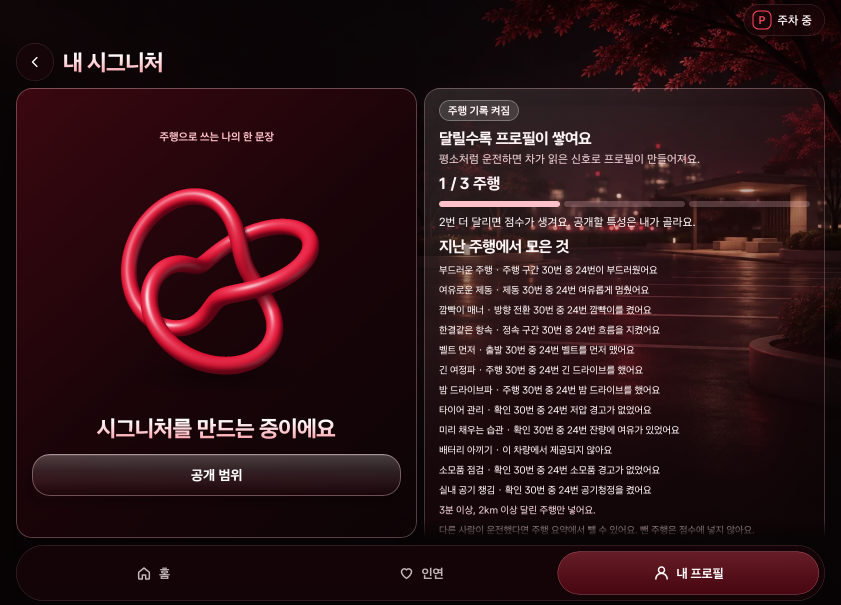 P 주차 중
내 시그니처
주행으로 쓰는 나의 한 문장
시그니처를 만드는 중이에요
공개 범위
주행 기록 켜짐
달릴수록 프로필이 쌓여요
평소처럼 운전하면 차가 읽은 신호로 프로필이 만들어져요.
1 / 3 주행
2번 더 달리면 점수가 생겨요. 공개할 특성은 내가 골라요.
지난 주행에서 모은 것
부드러운 주행 · 주행 구간 30번 중 24번이 부드러웠어요
여유로운 제동 · 제동 30번 중 24번 여유롭게 멈췄어요
깜빡이 매너 · 방향 전환 30번 중 24번 깜빡이를 켰어요
한결같은 항속 · 정속 구간 30번 중 24번 흐름을 지켰어요
벨트 먼저 · 출발 30번 중 24번 벨트를 먼저 맸어요
긴 여정파 · 주행 30번 중 24번 긴 드라이브를 했어요
밤 드라이브파 · 주행 30번 중 24번 밤 드라이브를 했어요
타이어 관리 · 확인 30번 중 24번 저압 경고가 없었어요
미리 채우는 습관 · 확인 30번 중 24번 잔량에 여유가 있었어요
배터리 아끼기 · 이 차량에서 제공되지 않아요
소모품 점검 · 확인 30번 중 24번 소모품 경고가 없었어요
실내 공기 챙김 · 확인 30번 중 24번 공기청정을 켰어요
3분 이상, 2km 이상 달린 주행만 넣어요.
다른 사람이 운전했다면 주행 요약에서 뺄 수 있어요. 뺀 주행은 점수에 넣지 않아요.
홈
인연
내 프로필